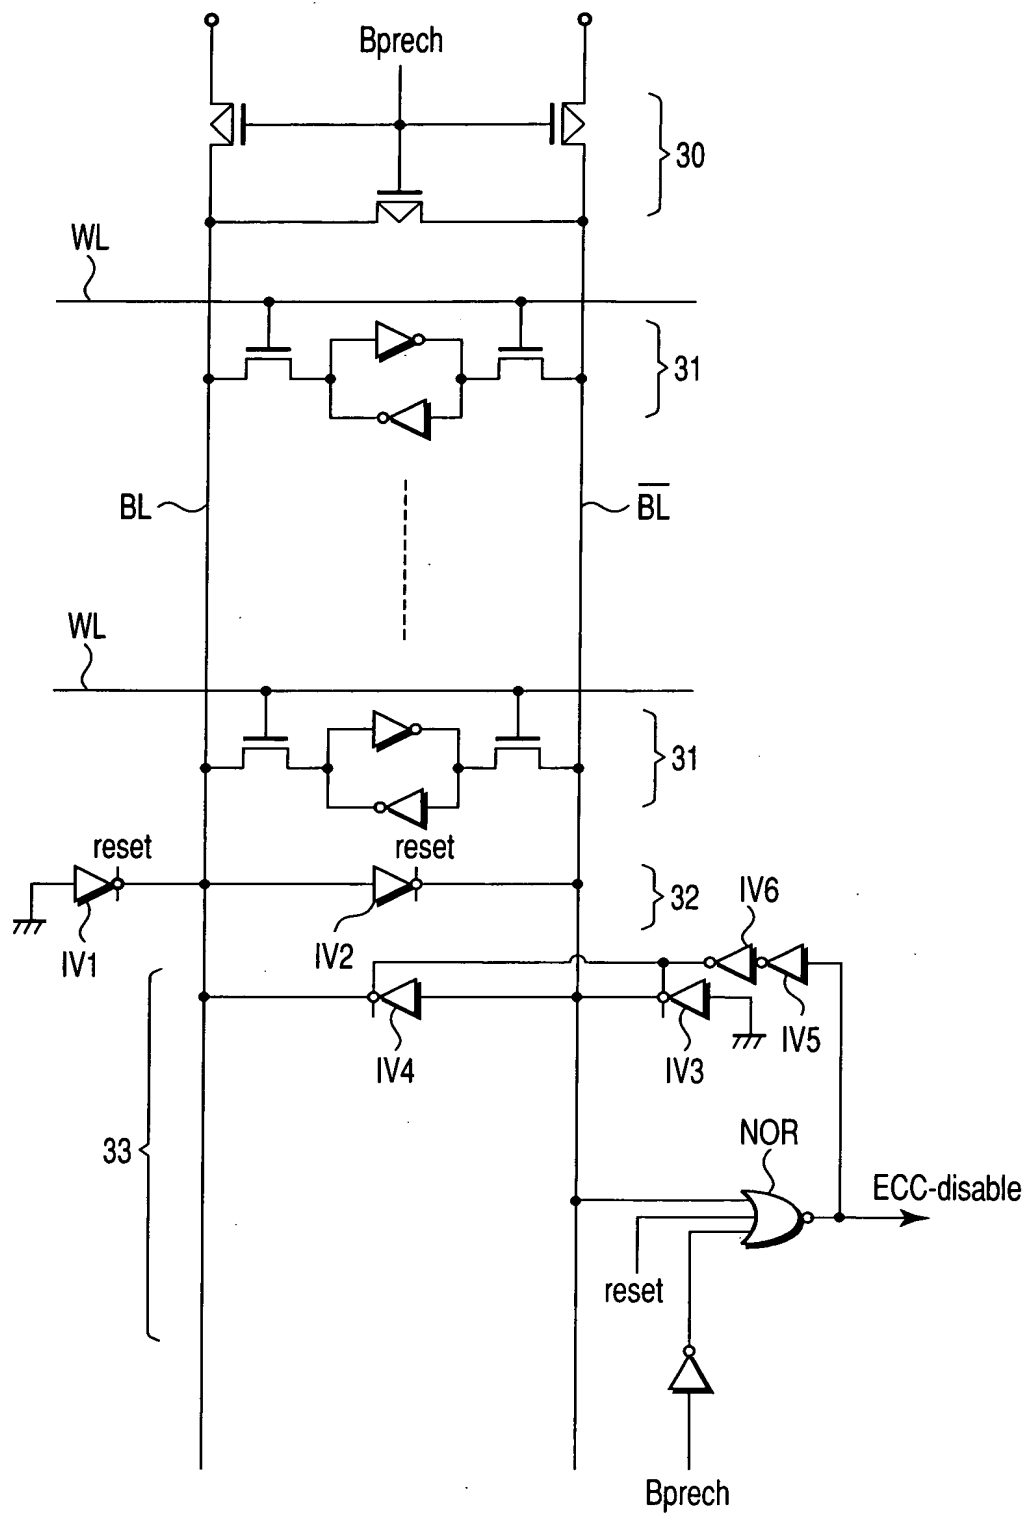 Bprech
30
WL
31
BL
B̅L̅
WL
31
reset
reset
32
IV6
IV1
IV2
IV5
IV4
IV3
33
NOR
ECC-disable
reset
Bprech